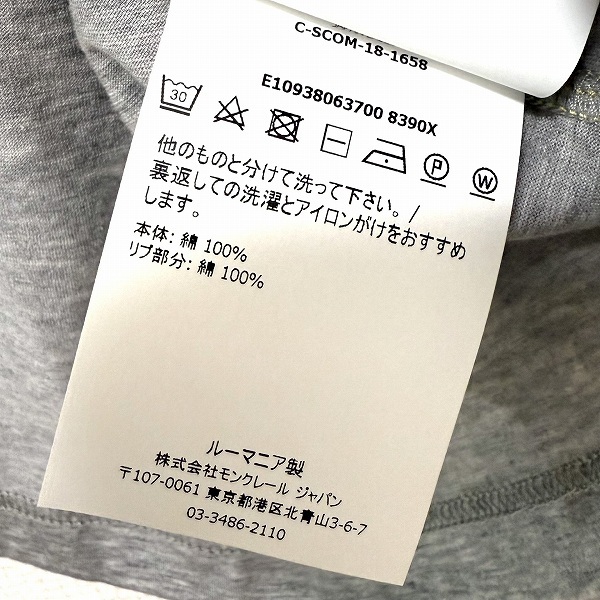 C-SCOM-18-1658
E10938063700 8390X
30
P
W
他のものと分けて洗って下さい。/
裏返しての洗濯とアイロンがけをおすすめ
します。
本体: 綿 100%
リブ部分: 綿 100%
ルーマニア製
株式会社モンクレール ジャパン
〒107-0061 東京都港区北青山3-6-7
03-3486-2110